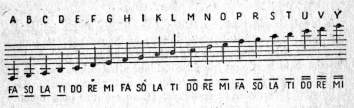 A B C D E F G H I K L M N O P Q R S T U V Y
FA SO LA TI DO RE MI FA SO LA TI DO RE MI FA SO LA TI DO RE MI